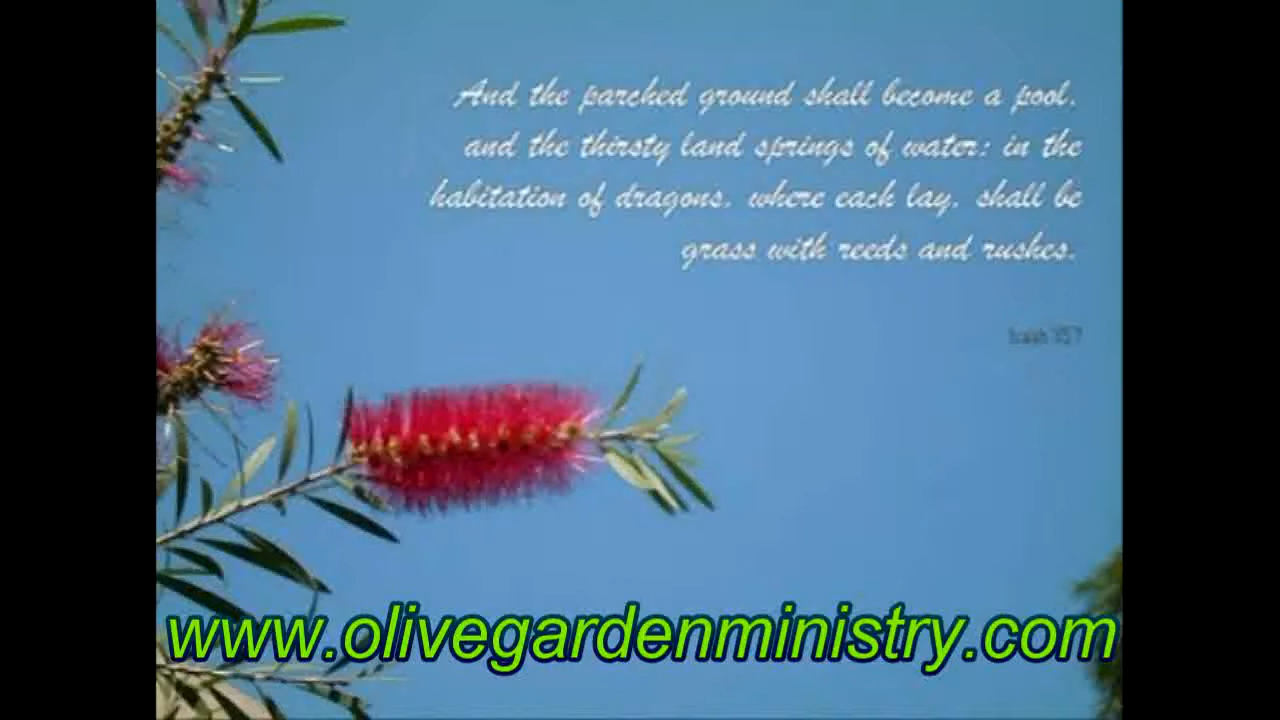 And the parched ground shall become a pool,
and the thirsty land springs of water: in the
habitation of dragons, where each lay, shall be
grass with reeds and rushes.
Isaiah
www.olivegardenministry.com